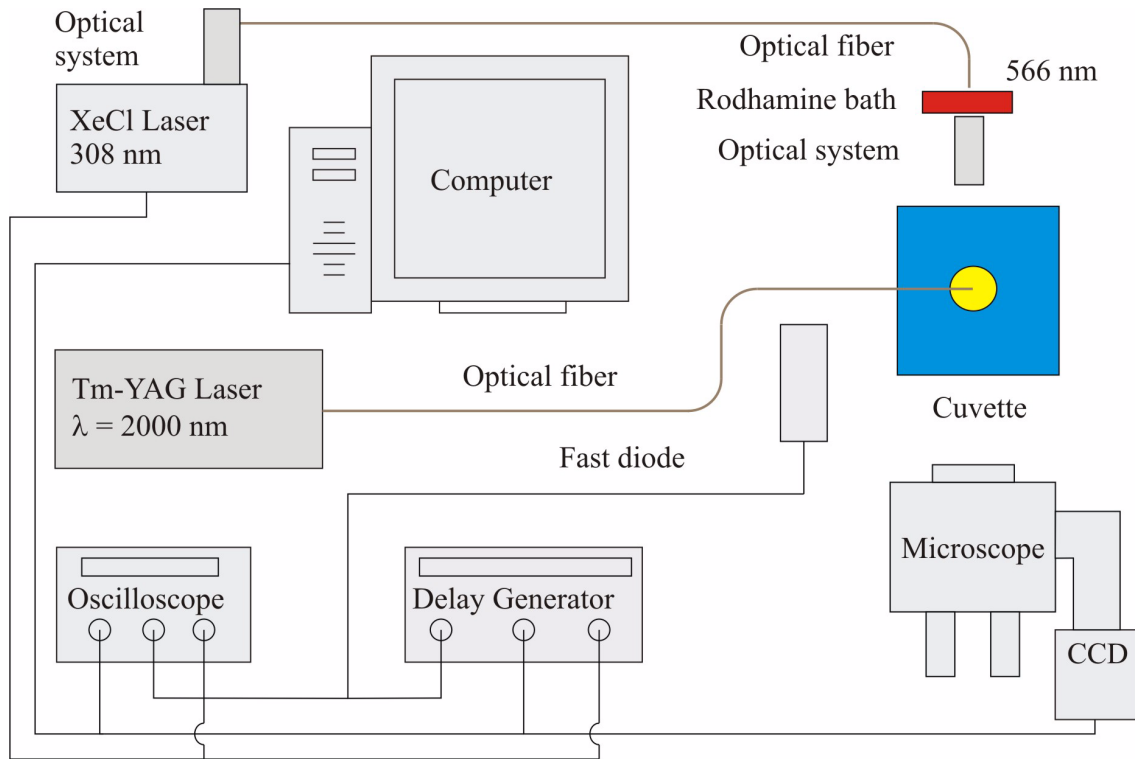 Optical
system
Optical fiber
566 nm
XeCl Laser
308 nm
Rodhamine bath
Optical system
Computer
Tm-YAG Laser
λ = 2000 nm
Optical fiber
Cuvette
Fast diode
Oscilloscope
Delay Generator
Microscope
CCD